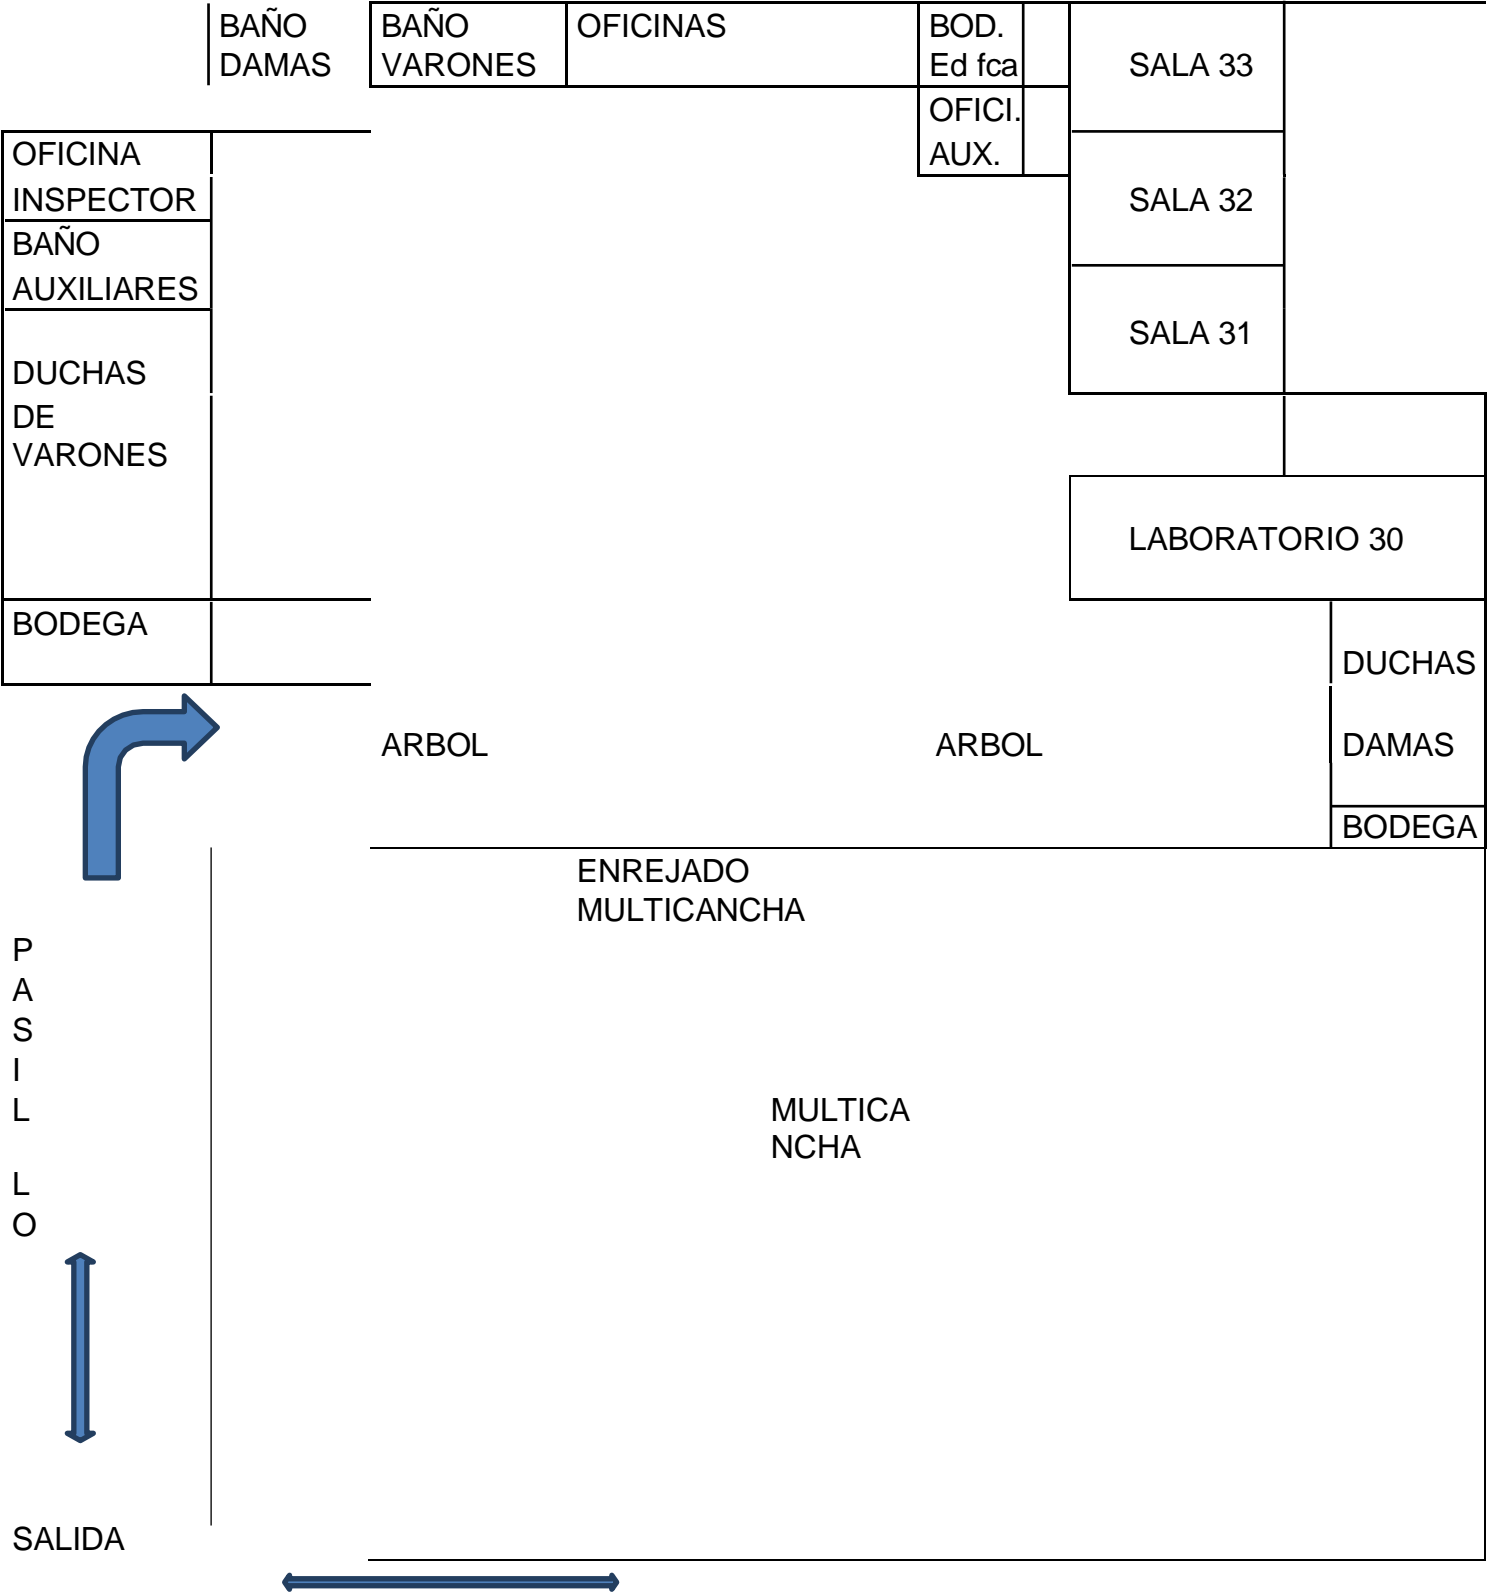 BAÑO
DAMAS
BAÑO
VARONES
OFICINAS
BOD.
Ed fca
OFICI.
AUX.
SALA 33
OFICINA
INSPECTOR
BAÑO
AUXILIARES
SALA 32
SALA 31
DUCHAS
DE
VARONES
LABORATORIO 30
BODEGA
DUCHAS
DAMAS
ARBOL
ARBOL
BODEGA
ENREJADO
MULTICANCHA
P
A
S
I
L
L
O
MULTICA
NCHA
SALIDA